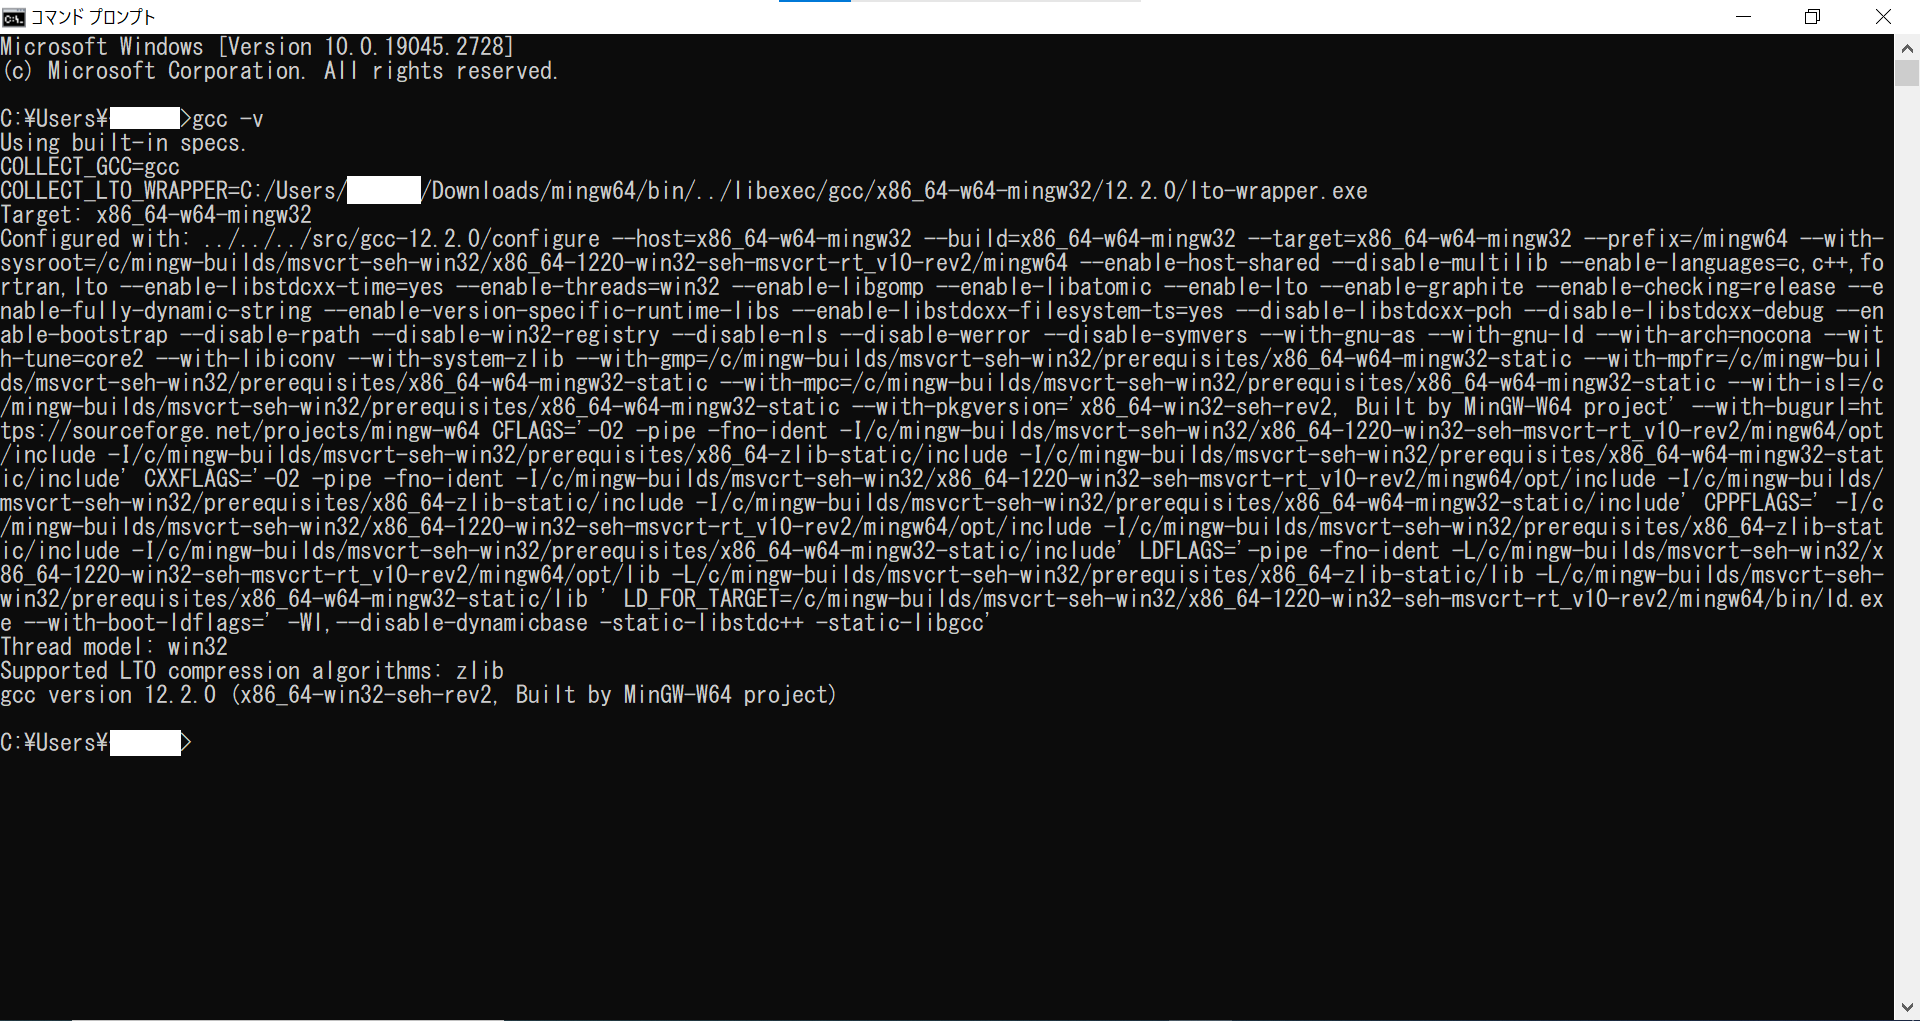 コマンド プロンプト
Microsoft Windows [Version 10.0.19045.2728]
(c) Microsoft Corporation. All rights reserved.
C:¥Users¥>gcc -v
Using built-in specs.
COLLECT_GCC=gcc
COLLECT_LTO_WRAPPER=C:/Users/ /Downloads/mingw64/bin/../libexec/gcc/x86_64-w64-mingw32/12.2.0/lto-wrapper.exe
Target: x86_64-w64-mingw32
Configured with: ../../../src/gcc-12.2.0/configure --host=x86_64-w64-mingw32 --build=x86_64-w64-mingw32 --target=x86_64-w64-mingw32 --prefix=/mingw64 --with-
sysroot=/c/mingw-builds/msvcrt-seh-win32/x86_64-1220-win32-seh-msvcrt-rt_v10-rev2/mingw64 --enable-host-shared --disable-multilib --enable-languages=c,c++,fo
rtran,lto --enable-libstdcxx-time=yes --enable-threads=win32 --enable-libgomp --enable-libatomic --enable-lto --enable-graphite --enable-checking=release --e
nable-fully-dynamic-string --enable-version-specific-runtime-libs --enable-libstdcxx-filesystem-ts=yes --disable-libstdcxx-pch --disable-libstdcxx-debug --en
able-bootstrap --disable-rpath --disable-win32-registry --disable-nls --disable-werror --disable-symvers --with-gnu-as --with-gnu-ld --with-arch=nocona --wit
h-tune=core2 --with-libiconv --with-system-zlib --with-gmp=/c/mingw-builds/msvcrt-seh-win32/prerequisites/x86_64-w64-mingw32-static --with-mpfr=/c/mingw-buil
ds/msvcrt-seh-win32/prerequisites/x86_64-w64-mingw32-static --with-mpc=/c/mingw-builds/msvcrt-seh-win32/prerequisites/x86_64-w64-mingw32-static --with-isl=/c
/mingw-builds/msvcrt-seh-win32/prerequisites/x86_64-w64-mingw32-static --with-pkgversion='x86_64-win32-seh-rev2, Built by MinGW-W64 project' --with-bugurl=ht
tps://sourceforge.net/projects/mingw-w64 CFLAGS='-O2 -pipe -fno-ident -I/c/mingw-builds/msvcrt-seh-win32/x86_64-1220-win32-seh-msvcrt-rt_v10-rev2/mingw64/opt
/include -I/c/mingw-builds/msvcrt-seh-win32/prerequisites/x86_64-zlib-static/include -I/c/mingw-builds/msvcrt-seh-win32/prerequisites/x86_64-w64-mingw32-stat
ic/include' CXXFLAGS='-O2 -pipe -fno-ident -I/c/mingw-builds/msvcrt-seh-win32/x86_64-1220-win32-seh-msvcrt-rt_v10-rev2/mingw64/opt/include -I/c/mingw-builds/
msvcrt-seh-win32/prerequisites/x86_64-zlib-static/include -I/c/mingw-builds/msvcrt-seh-win32/prerequisites/x86_64-w64-mingw32-static/include' CPPFLAGS=' -I/c
/mingw-builds/msvcrt-seh-win32/x86_64-1220-win32-seh-msvcrt-rt_v10-rev2/mingw64/opt/include -I/c/mingw-builds/msvcrt-seh-win32/prerequisites/x86_64-zlib-stat
ic/include -I/c/mingw-builds/msvcrt-seh-win32/prerequisites/x86_64-w64-mingw32-static/include' LDFLAGS='-pipe -fno-ident -L/c/mingw-builds/msvcrt-seh-win32/x
86_64-1220-win32-seh-msvcrt-rt_v10-rev2/mingw64/opt/lib -L/c/mingw-builds/msvcrt-seh-win32/prerequisites/x86_64-zlib-static/lib -L/c/mingw-builds/msvcrt-seh-
win32/prerequisites/x86_64-w64-mingw32-static/lib ' LD_FOR_TARGET=/c/mingw-builds/msvcrt-seh-win32/x86_64-1220-win32-seh-msvcrt-rt_v10-rev2/mingw64/bin/ld.ex
e --with-boot-ldflags=' -Wl,--disable-dynamicbase -static-libstdc++ -static-libgcc'
Thread model: win32
Supported LTO compression algorithms: zlib
gcc version 12.2.0 (x86_64-win32-seh-rev2, Built by MinGW-W64 project)
C:¥Users¥>